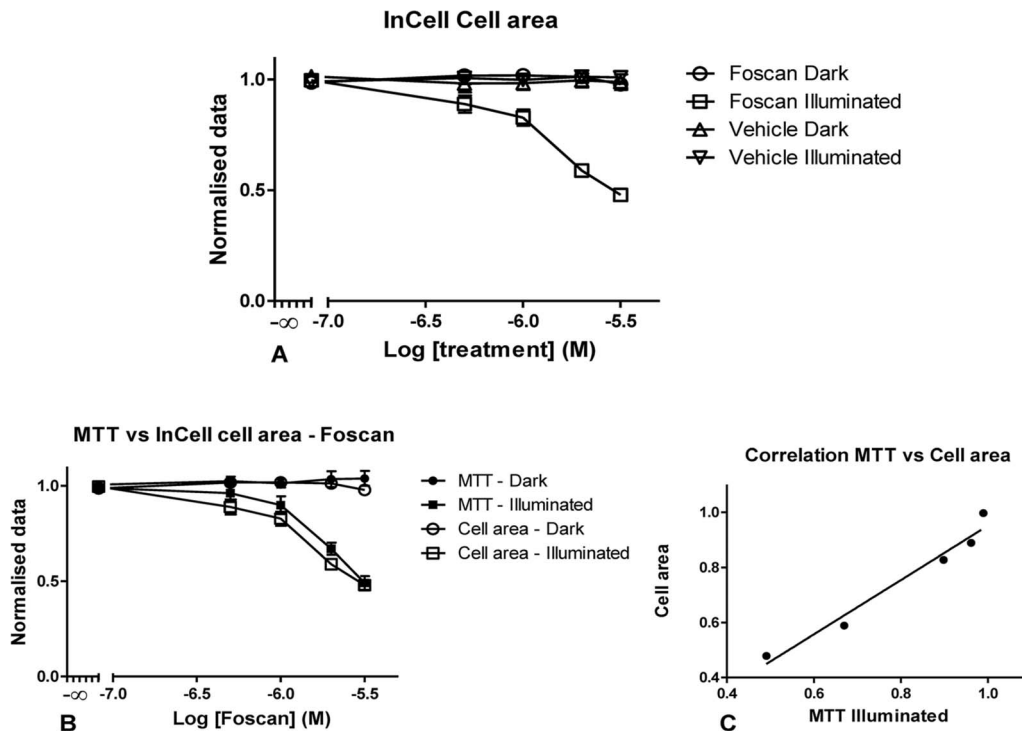 InCell Cell area
Normalised data
1.0
0.5
0.0
-∞ -7.0 -6.5 -6.0 -5.5
Log [treatment] (M)
Foscan Dark
Foscan Illuminated
Vehicle Dark
Vehicle Illuminated
A
MTT vs InCell cell area - Foscan
Normalised data
1.0
0.5
0.0
-∞ -7.0 -6.5 -6.0 -5.5
Log [Foscan] (M)
MTT - Dark
MTT - Illuminated
Cell area - Dark
Cell area - Illuminated
B
Correlation MTT vs Cell area
Cell area
1.0
0.8
0.6
0.4
0.4 0.6 0.8 1.0
MTT Illuminated
C